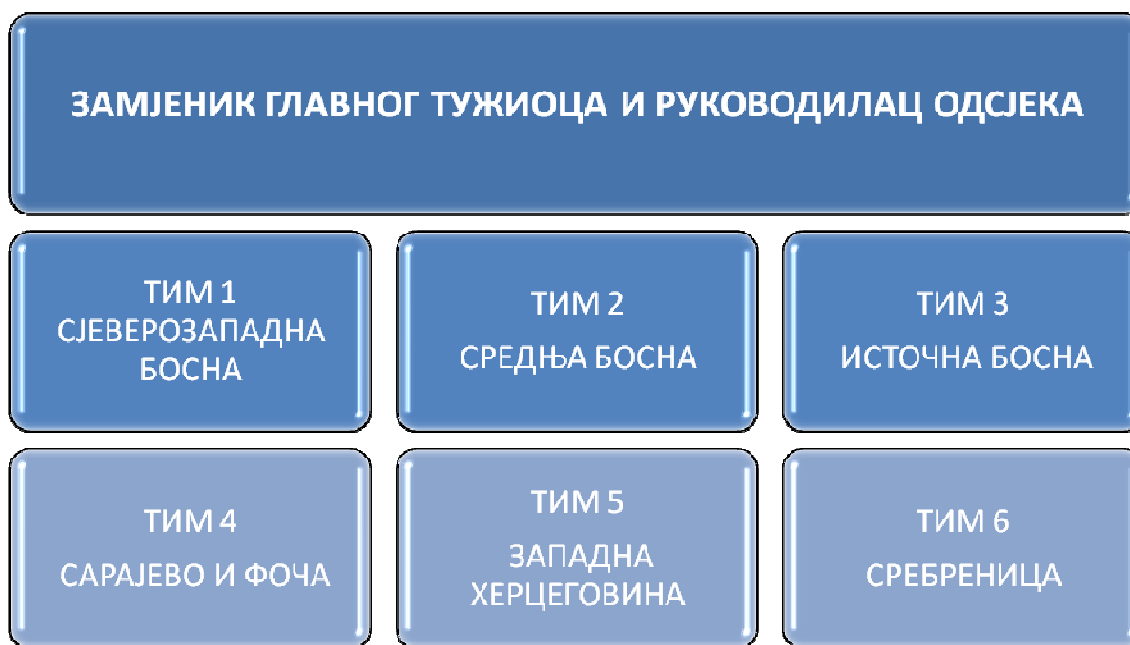 ЗАМЈЕНИК ГЛАВНОГ ТУЖИОЦА И РУКОВОДИЛАЦ ОДСЈЕКА
ТИМ 1
СЈЕВЕРОЗАПАДНА
БОСНА
ТИМ 2
СРЕДЊА БОСНА
ТИМ 3
ИСТОЧНА БОСНА
ТИМ 4
САРАЈЕВО И ФОЧА
ТИМ 5
ЗАПАДНА
ХЕРЦЕГОВИНА
ТИМ 6
СРЕБРЕНИЦА